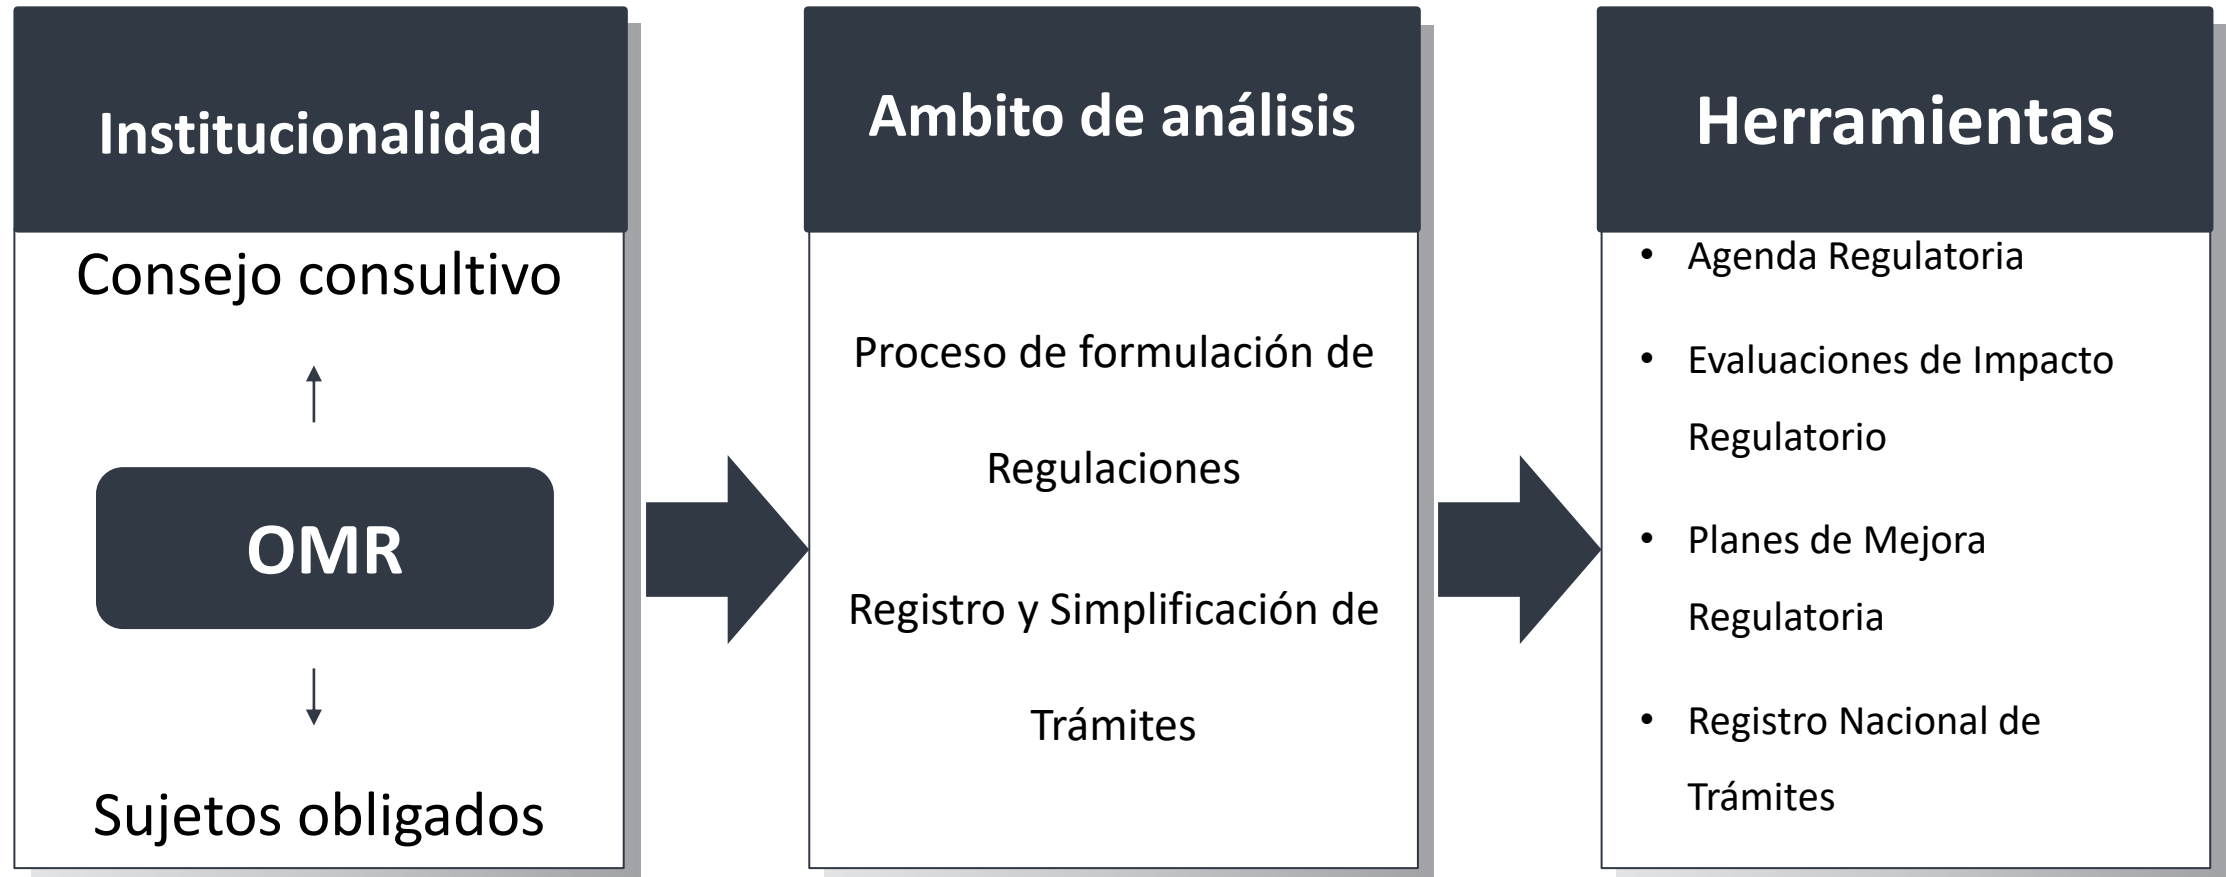 Institucionalidad
Consejo consultivo
OMR
Sujetos obligados
Ambito de análisis
Proceso de formulación de
Regulaciones
Registro y Simplificación de
Trámites
Herramientas
• Agenda Regulatoria
• Evaluaciones de Impacto
Regulatorio
• Planes de Mejora
Regulatoria
• Registro Nacional de
Trámites